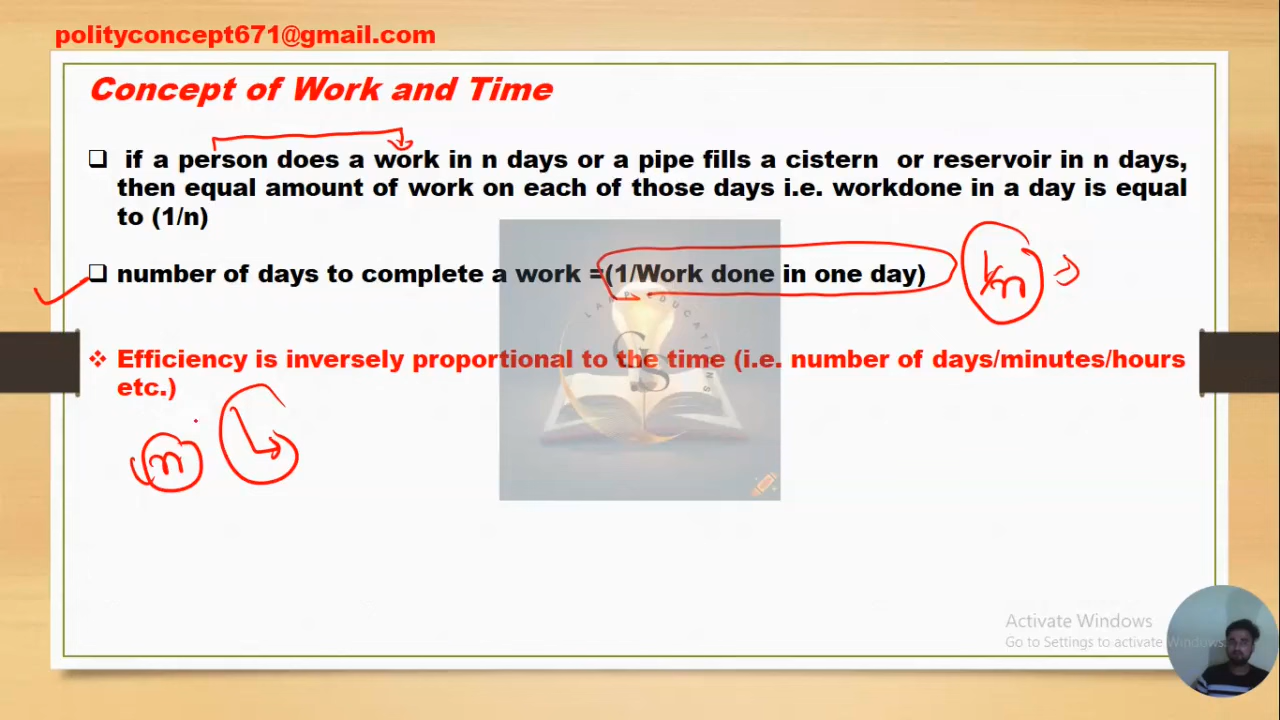 polityconcept671@gmail.com
Concept of Work and Time
if a person does a work in n days or a pipe fills a cistern or reservoir in n days,
then equal amount of work on each of those days i.e. workdone in a day is equal
to (1/n)
number of days to complete a work =(1/Work done in one day)
1/n
Efficiency is inversely proportional to the time (i.e. number of days/minutes/hours
etc.)
n
Activate Windows
Go to Settings to activate Windows.